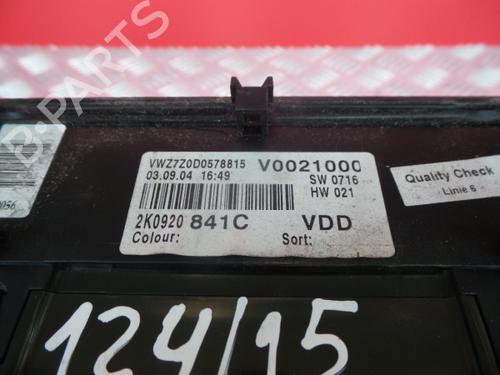 VWZ7Z0D0578815 V0021000
03.09.04 16:49 SW 0716
HW 021
2K0920 841C VDD
Colour: Sort:
Quality Check
Linie 6
0056
124/15
B-Parts